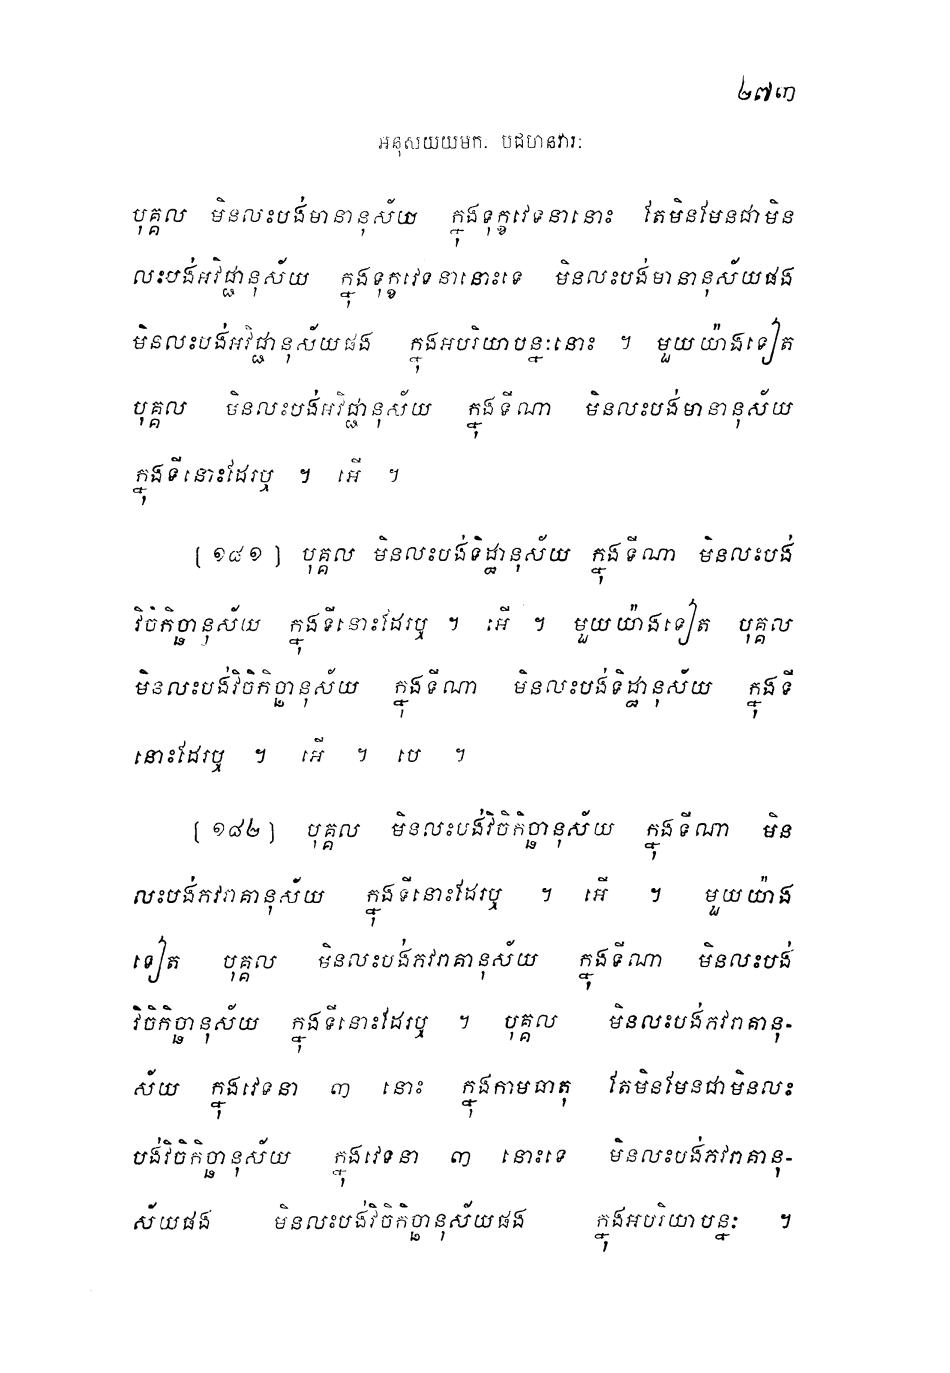 ២៧៣
អនុសយយមក. បដហានវារៈ
បុគ្គល មិនលះបង់មានានុស័យ ក្នុងទុក្ខវេទនានោះ តែមិនមែនជាមិន
លះបង់អវិជ្ជានុស័យ ក្នុងទុក្ខវេទនានោះទេ មិនលះបង់មានានុស័យផង
មិនលះបង់អវិជ្ជានុស័យផង ក្នុងអបរិយាបន្នៈនោះ ។ មួយយ៉ាងទៀត
បុគ្គល មិនលះបង់អវិជ្ជានុស័យ ក្នុងទីណា មិនលះបង់មានានុស័យ
ក្នុងទីនោះដែរឬ ។ អើ ។
(១៨១) បុគ្គល មិនលះបង់ទិដ្ឋានុស័យ ក្នុងទីណា មិនលះបង់
វិចិកិច្ឆានុស័យ ក្នុងទីនោះដែរឬ ។ អើ ។ មួយយ៉ាងទៀត បុគ្គល
មិនលះបង់វិចិកិច្ឆានុស័យ ក្នុងទីណា មិនលះបង់ទិដ្ឋានុស័យ ក្នុងទី
នោះដែរឬ ។ អើ ។ បេ ។
(១៨២) បុគ្គល មិនលះបង់វិចិកិច្ឆានុស័យ ក្នុងទីណា មិន
លះបង់ភវរាគានុស័យ ក្នុងទីនោះដែរឬ ។ អើ ។ មួយយ៉ាង
ទៀត បុគ្គល មិនលះបង់ភវរាគានុស័យ ក្នុងទីណា មិនលះបង់
វិចិកិច្ឆានុស័យ ក្នុងទីនោះដែរឬ ។ បុគ្គល មិនលះបង់ភវរាគានុ-
ស័យ ក្នុងវេទនា ៣ នោះ ក្នុងកាមធាតុ តែមិនមែនជាមិនលះ
បង់វិចិកិច្ឆានុស័យ ក្នុងវេទនា ៣ នោះទេ មិនលះបង់ភវរាគានុ-
ស័យផង មិនលះបង់វិចិកិច្ឆានុស័យផង ក្នុងអបរិយាបន្នៈ ។